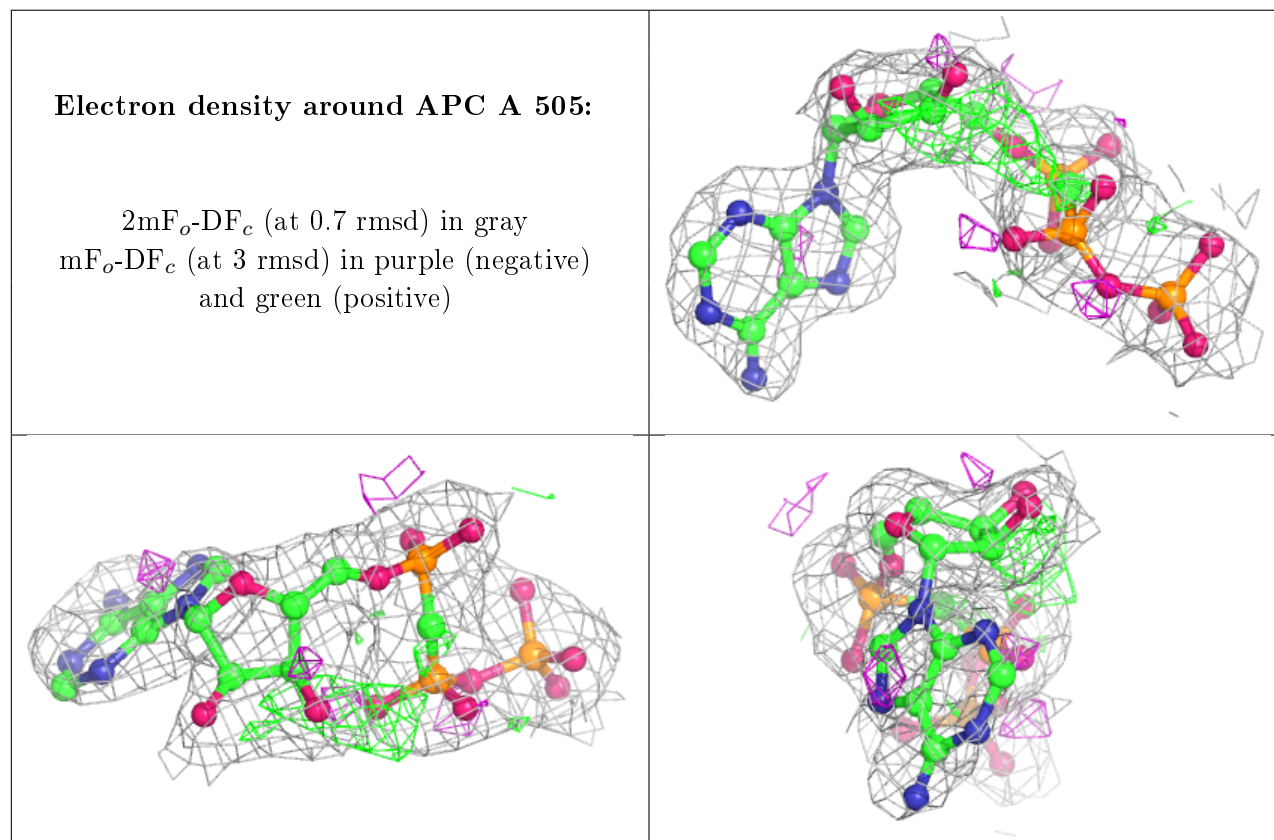 Electron density around APC A 505:
2mFₒ-DF𝑐 (at 0.7 rmsd) in gray
mFₒ-DF𝑐 (at 3 rmsd) in purple (negative)
and green (positive)